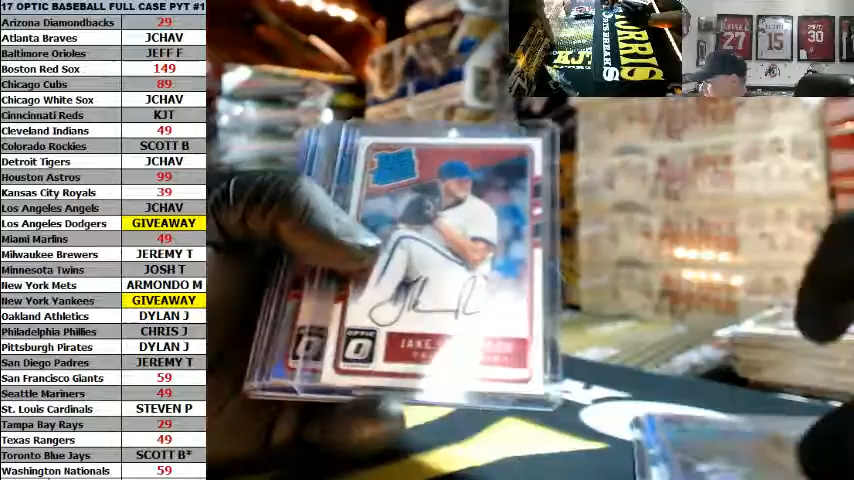 17 OPTIC BASEBALL FULL CASE PYT #1
Arizona Diamondbacks 29
Atlanta Braves JCHAV
Baltimore Orioles JEFF F
Boston Red Sox 149
Chicago Cubs 89
Chicago White Sox JCHAV
Cinncinati Reds KJT
Cleveland Indians 49
Colorado Rockies SCOTT B
Detroit Tigers JCHAV
Houston Astros 99
Kansas City Royals 39
Los Angeles Angels JCHAV
Los Angeles Dodgers GIVEAWAY
Miami Marlins 49
Milwaukee Brewers JEREMY T
Minnesota Twins JOSH T
New York Mets ARMONDO M
New York Yankees GIVEAWAY
Oakland Athletics DYLAN J
Philadelphia Phillies CHRIS J
Pittsburgh Pirates DYLAN J
San Diego Padres JEREMY T
San Francisco Giants 59
Seattle Mariners 49
St. Louis Cardinals STEVEN P
Tampa Bay Rays 29
Texas Rangers 49
Toronto Blue Jays SCOTT B*
Washington Nationals 59
OPTIC
JAKE
KJT
27
15
30